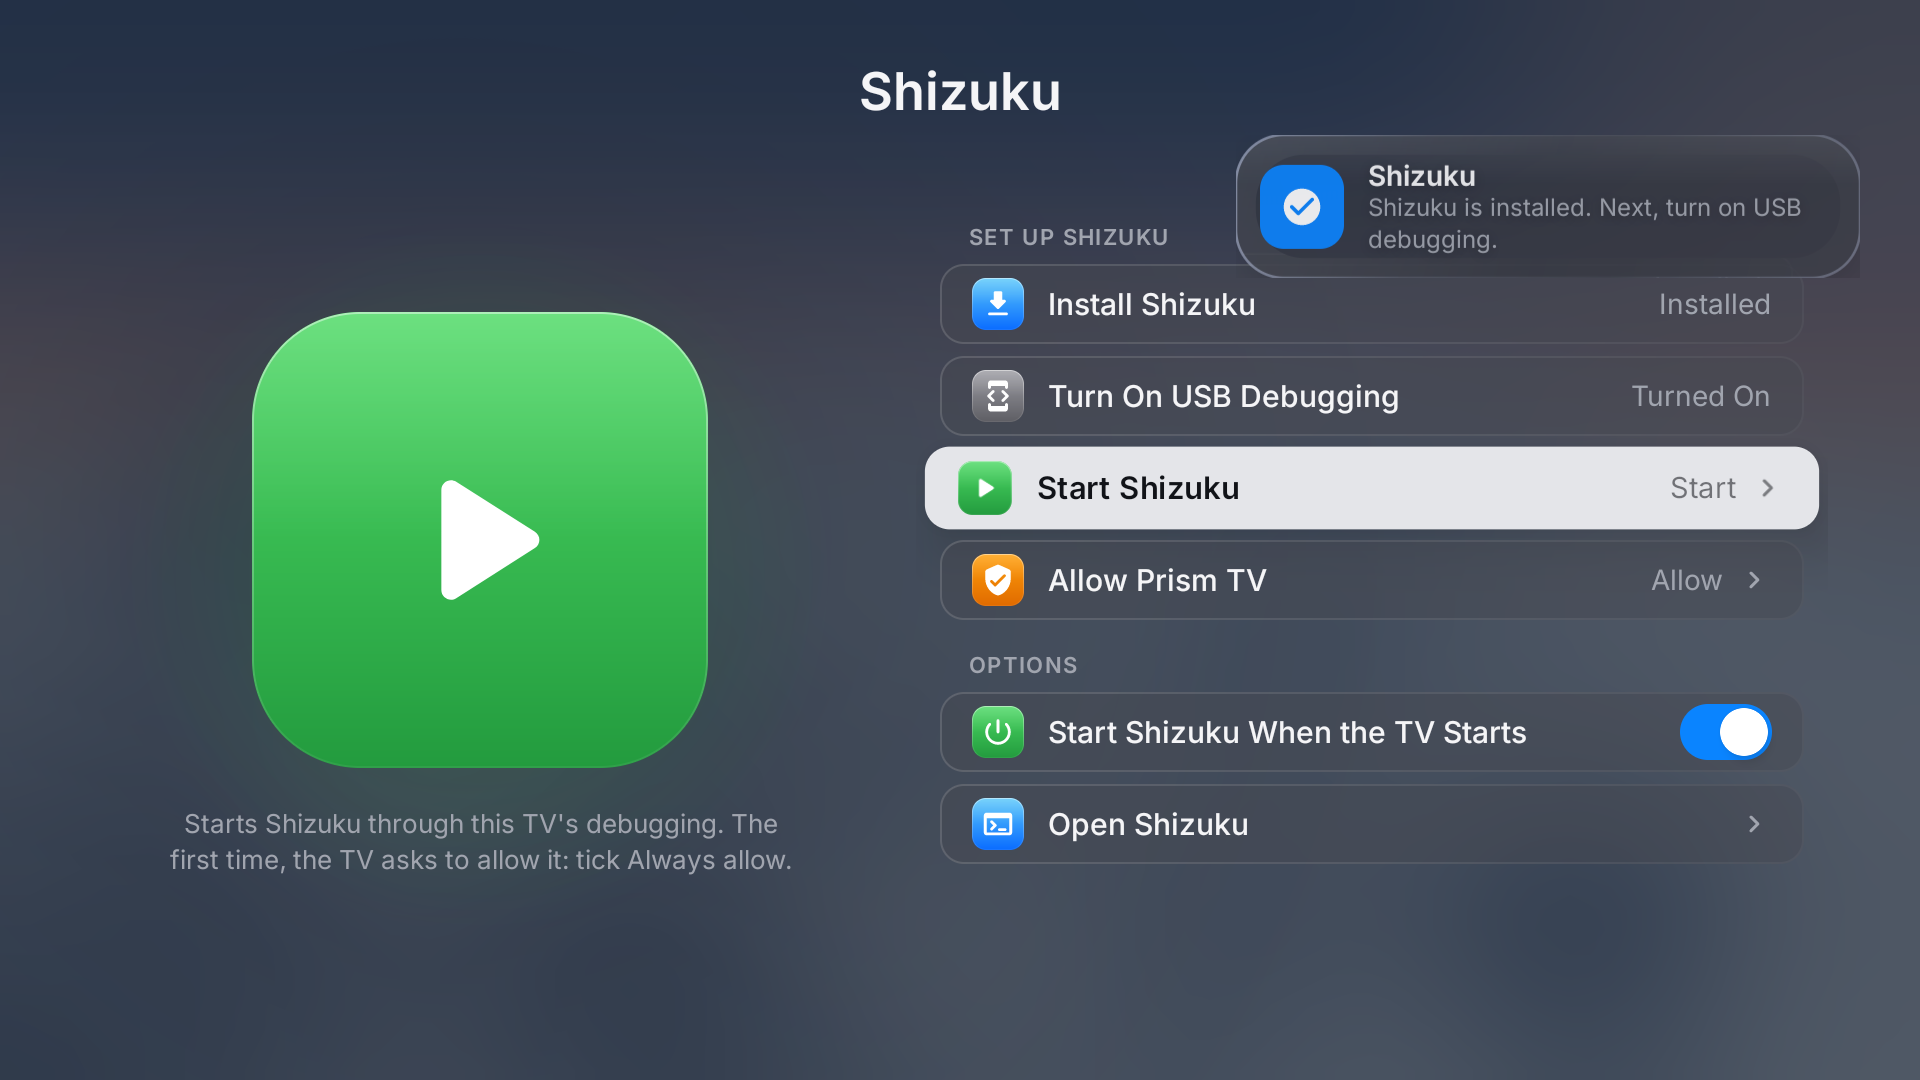 Shizuku
Shizuku
Shizuku is installed. Next, turn on USB
debugging.
SET UP SHIZUKU
Install Shizuku Installed
Turn On USB Debugging Turned On
Start Shizuku Start
Allow Prism TV Allow
OPTIONS
Start Shizuku When the TV Starts
Open Shizuku
Starts Shizuku through this TV's debugging. The
first time, the TV asks to allow it: tick Always allow.